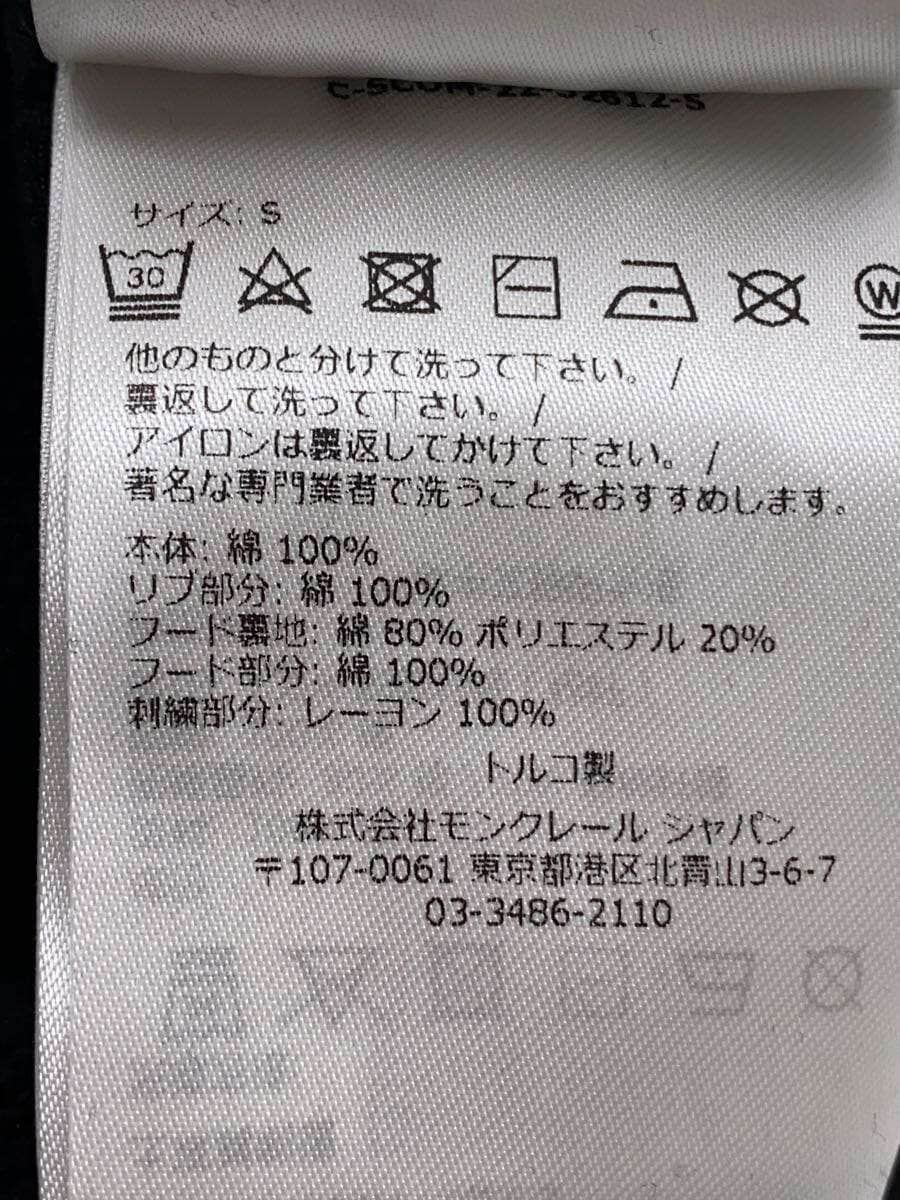 サイズ: S
30
W
他のものと分けて洗って下さい。 /
裏返して洗って下さい。 /
アイロンは裏返してかけて下さい。 /
著名な専門業者で洗うことをおすすめします。
本体: 綿 100%
リブ部分: 綿 100%
フード裏地: 綿 80% ポリエステル 20%
フード部分: 綿 100%
刺繍部分: レーヨン 100%
トルコ製
株式会社モンクレール ジャパン
〒107-0061 東京都港区北青山3-6-7
03-3486-2110